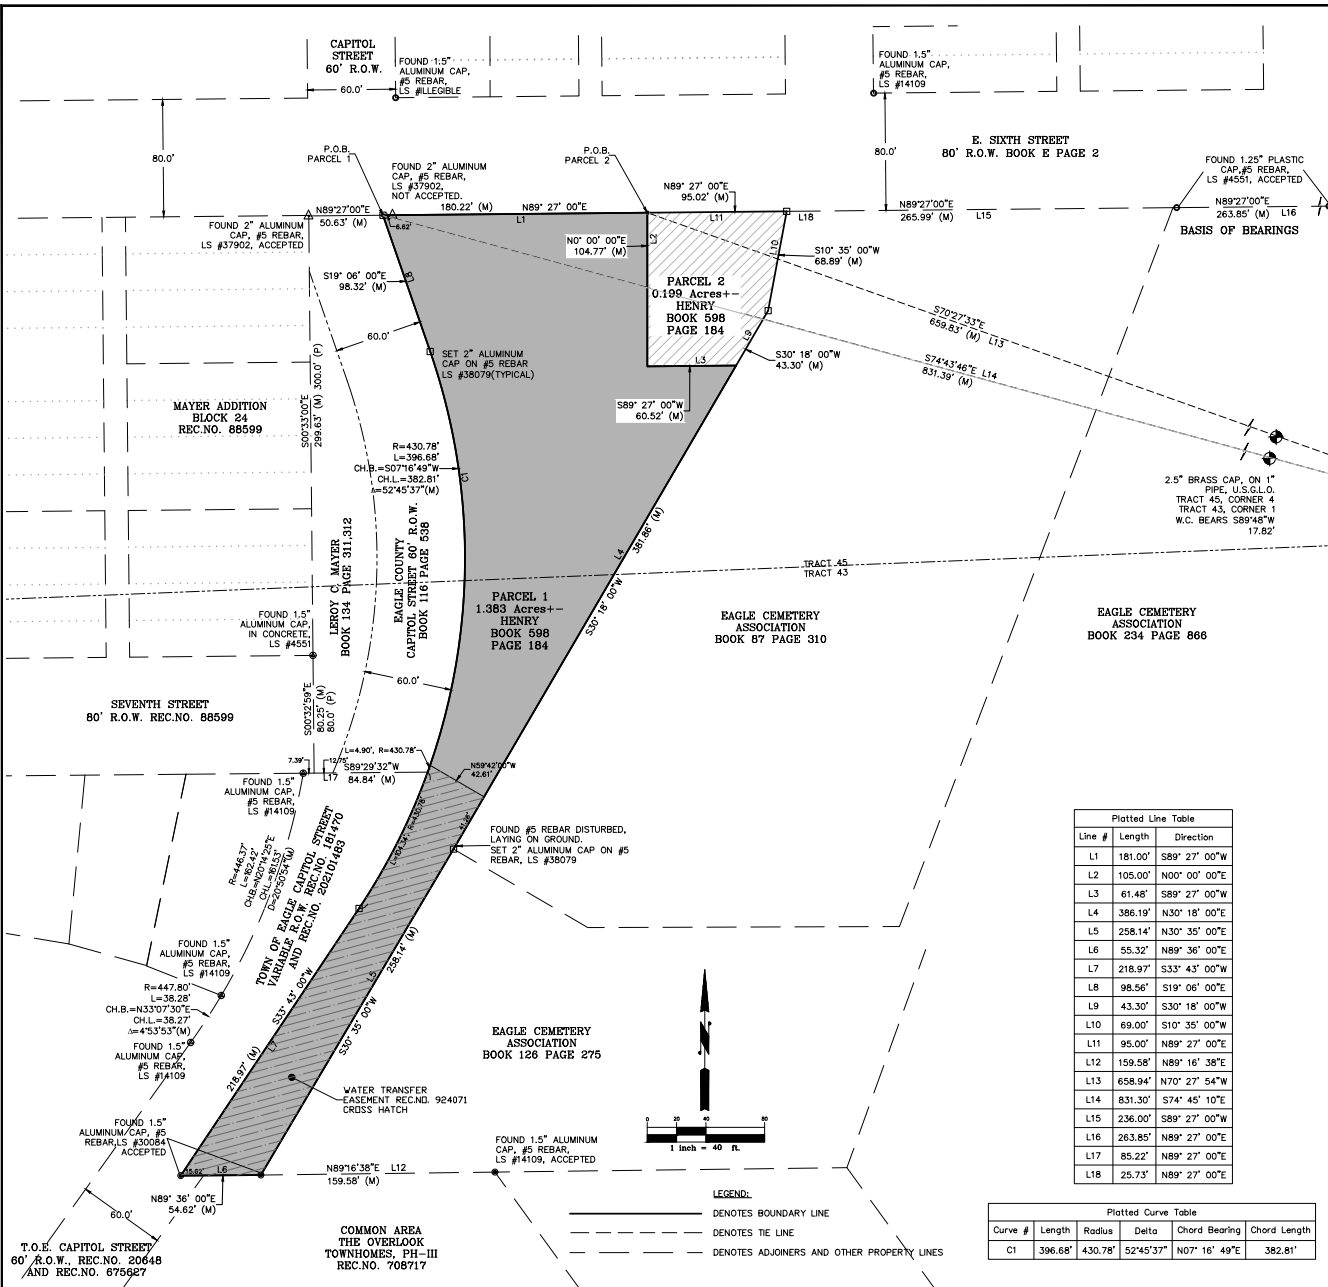 CAPITOL
STREET
60' R.O.W.
60.0'
FOUND 1.5"
ALUMINUM CAP,
#5 REBAR,
LS #ILLEGIBLE
FOUND 1.5"
ALUMINUM CAP,
#5 REBAR,
LS #14109
80.0'
80.0'
E. SIXTH STREET
80' R.O.W. BOOK E PAGE 2
P.O.B.
PARCEL 1
FOUND 2" ALUMINUM
CAP, #5 REBAR,
LS #37902,
NOT ACCEPTED.
P.O.B.
PARCEL 2
FOUND 1.25" PLASTIC
CAP,#5 REBAR,
LS #4551, ACCEPTED
N89° 27' 00"E
95.02' (M)
N89°27'00"E
50.63' (M)
180.22' (M)
N89° 27' 00"E
L1
6.62'
L11
L18
N89°27'00"E
265.99' (M)
L15
N89°27'00"E
263.85' (M)
L16
BASIS OF BEARINGS
FOUND 2" ALUMINUM
CAP, #5 REBAR,
LS #37902, ACCEPTED
N0° 00' 00"E
104.77' (M)
L2
L10
S10° 35' 00"W
68.89' (M)
S19° 06' 00"E
98.32' (M)
L8
PARCEL 2
0.199 Acres+-
HENRY
BOOK 598
PAGE 184
60.0'
S70°27'33"E
659.83' (M) L13
L9
SET 2" ALUMINUM
CAP ON #5 REBAR
LS #38079(TYPICAL)
L3
S30° 18' 00"W
43.30' (M)
S74°43'46"E L14
831.39' (M)
S89° 27' 00"W
60.52' (M)
MAYER ADDITION
BLOCK 24
REC.NO. 88599
S00°33'00"E
299.63' (M) 300.0' (P)
R=430.78'
L=396.68'
CH.B.=S07°16'49"W
CH.L.=382.81'
Δ=52°45'37"(M)
C1
2.5" BRASS CAP, ON 1"
PIPE, U.S.G.L.O.
TRACT 45, CORNER 4
TRACT 43, CORNER 1
W.C. BEARS S89°48"W
17.82'
LEROY C. MAYER
BOOK 134 PAGE 311,312
EAGLE COUNTY
CAPITOL STREET 60' R.O.W.
BOOK 116 PAGE 538
L4
381.86' (M)
S30° 18' 00"W
TRACT 45
TRACT 43
PARCEL 1
1.383 Acres+-
HENRY
BOOK 598
PAGE 184
FOUND 1.5"
ALUMINUM CAP,
IN CONCRETE,
LS #4551
EAGLE CEMETERY
ASSOCIATION
BOOK 87 PAGE 310
EAGLE CEMETERY
ASSOCIATION
BOOK 234 PAGE 866
60.0'
SEVENTH STREET
80' R.O.W. REC.NO. 88599
S00°32'59"E
80.25' (M)
80.0' (P)
L=4.90', R=430.78'
7.39'
12.75'
L17
S89°29'32"W
84.84' (M)
N59°42'00"W
42.61'
FOUND 1.5"
ALUMINUM CAP,
#5 REBAR,
LS #14109
L=104.34', R=430.78'
41.26'
FOUND #5 REBAR DISTURBED,
LAYING ON GROUND.
SET 2" ALUMINUM CAP ON #5
REBAR, LS #38079
R=446.37'
L=162.42'
CH.B.=N20°14'25"E
CH.L.=161.53'
D=20°50'54"(M)
TOWN OF EAGLE CAPITOL STREET
VARIABLE R.O.W. REC.NO. 181470
AND REC.NO. 202101483
FOUND 1.5"
ALUMINUM CAP,
#5 REBAR,
LS #14109
R=447.80'
L=38.28'
CH.B.=N33°07'30"E
CH.L.=38.27'
Δ=4°53'53"(M)
FOUND 1.5"
ALUMINUM CAP,
#5 REBAR,
LS #14109
S33° 43' 00"W
L7
218.97' (M)
258.14' (M)
L5
S30° 35' 00"W
EAGLE CEMETERY
ASSOCIATION
BOOK 126 PAGE 275
WATER TRANSFER
EASEMENT REC.NO. 924071
CROSS HATCH
FOUND 1.5"
ALUMINUM CAP, #5
REBAR,LS #30084
ACCEPTED
15.62'
L6
N89° 36' 00"E
54.62' (M)
60.0'
N89°16'38"E L12
159.58' (M)
FOUND 1.5" ALUMINUM
CAP, #5 REBAR,
LS #14109, ACCEPTED
T.O.E. CAPITOL STREET
60' R.O.W., REC.NO. 20648
AND REC.NO. 675627
COMMON AREA
THE OVERLOOK
TOWNHOMES, PH-III
REC.NO. 708717
N
0 20 40 80
1 inch = 40 ft.
LEGEND:
DENOTES BOUNDARY LINE
DENOTES TIE LINE
DENOTES ADJOINERS AND OTHER PROPERTY LINES
Platted Line Table
Line # Length Direction
L1 181.00' S89° 27' 00"W
L2 105.00' N00° 00' 00"E
L3 61.48' S89° 27' 00"W
L4 386.19' N30° 18' 00"E
L5 258.14' N30° 35' 00"E
L6 55.32' N89° 36' 00"E
L7 218.97' S33° 43' 00"W
L8 98.56' S19° 06' 00"E
L9 43.30' S30° 18' 00"W
L10 69.00' S10° 35' 00"W
L11 95.00' N89° 27' 00"E
L12 159.58' N89° 16' 38"E
L13 658.94' N70° 27' 54"W
L14 831.30' S74° 45' 10"E
L15 236.00' S89° 27' 00"W
L16 263.85' N89° 27' 00"E
L17 85.22' N89° 27' 00"E
L18 25.73' N89° 27' 00"E
Platted Curve Table
Curve # Length Radius Delta Chord Bearing Chord Length
C1 396.68' 430.78' 52°45'37" N07° 16' 49"E 382.81'